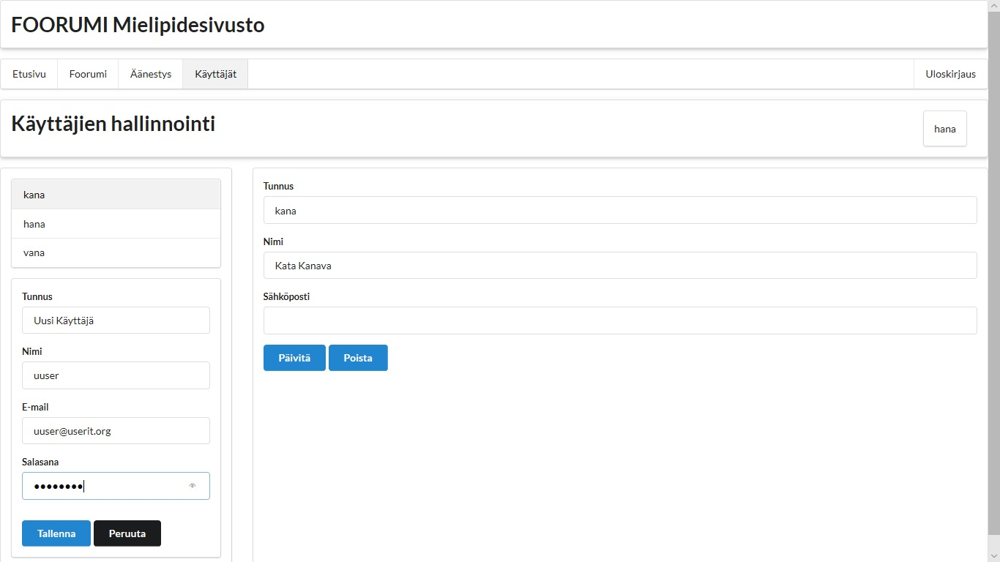 FOORUMI Mielipidesivusto
Etusivu Foorumi Äänestys Käyttäjät Uloskirjaus
Käyttäjien hallinnointi
hana
kana
hana
vana
Tunnus
Uusi Käyttäjä
Nimi
uuser
E-mail
uuser@userit.org
Salasana
●●●●●●●●
Tallenna Peruuta
Tunnus
kana
Nimi
Kata Kanava
Sähköposti
Päivitä Poista